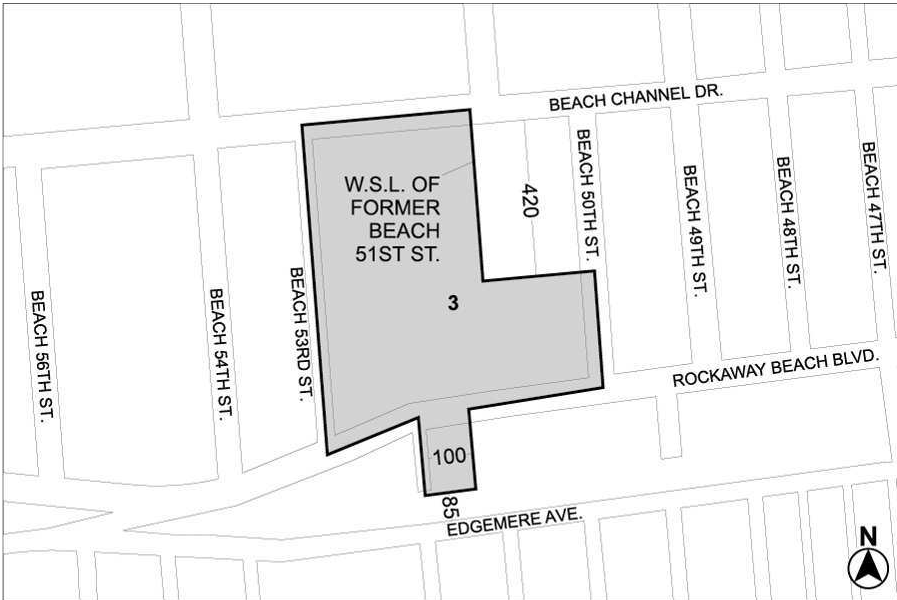 BEACH CHANNEL DR.
W.S.L. OF
FORMER
BEACH
51ST ST.
420
BEACH 50TH ST.
BEACH 49TH ST.
BEACH 48TH ST.
BEACH 47TH ST.
BEACH 56TH ST.
BEACH 54TH ST.
BEACH 53RD ST.
3
ROCKAWAY BEACH BLVD.
100
85
EDGEMERE AVE.
N